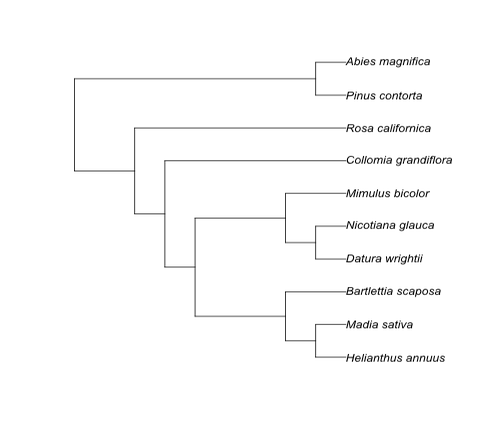 Abies magnifica
Pinus contorta
Rosa californica
Collomia grandiflora
Mimulus bicolor
Nicotiana glauca
Datura wrightii
Bartlettia scaposa
Madia sativa
Helianthus annuus